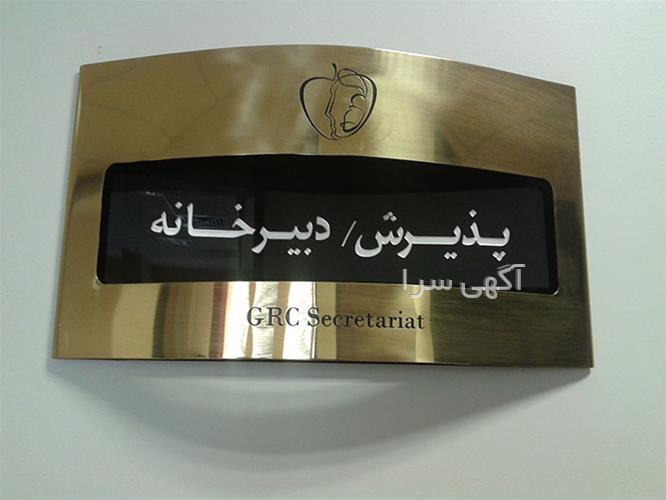 پذیرش/ دبیرخانه
آگهی سرا
GRC Secretariat